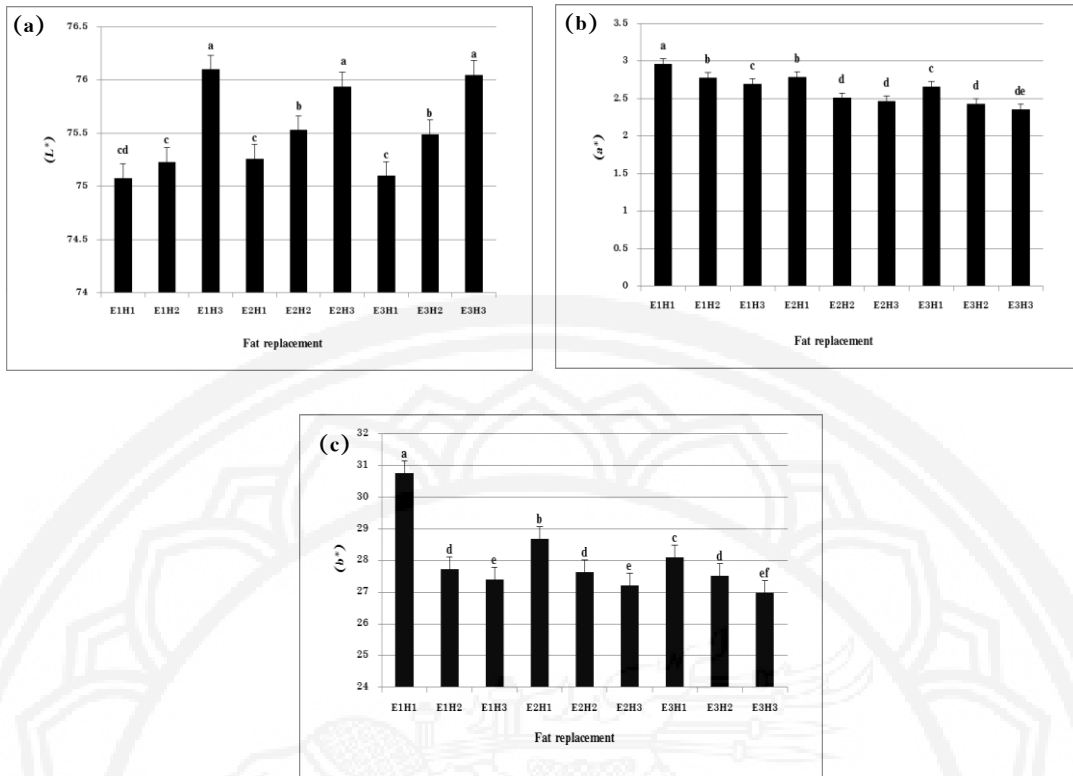 (a)
76.5
76
75.5
75
74.5
74
(L*)
cd
c
a
c
b
a
c
b
a
E1H1 E1H2 E1H3 E2H1 E2H2 E2H3 E3H1 E3H2 E3H3
Fat replacement
(b)
3.5
3
2.5
2
1.5
1
0.5
0
(a*)
a
b
c
b
d
d
c
d
de
E1H1 E1H2 E1H3 E2H1 E2H2 E2H3 E3H1 E3H2 E3H3
Fat replacement
(c)
32
31
30
29
28
27
26
25
24
(b*)
a
d
e
b
d
e
c
d
ef
E1H1 E1H2 E1H3 E2H1 E2H2 E2H3 E3H1 E3H2 E3H3
Fat replacement